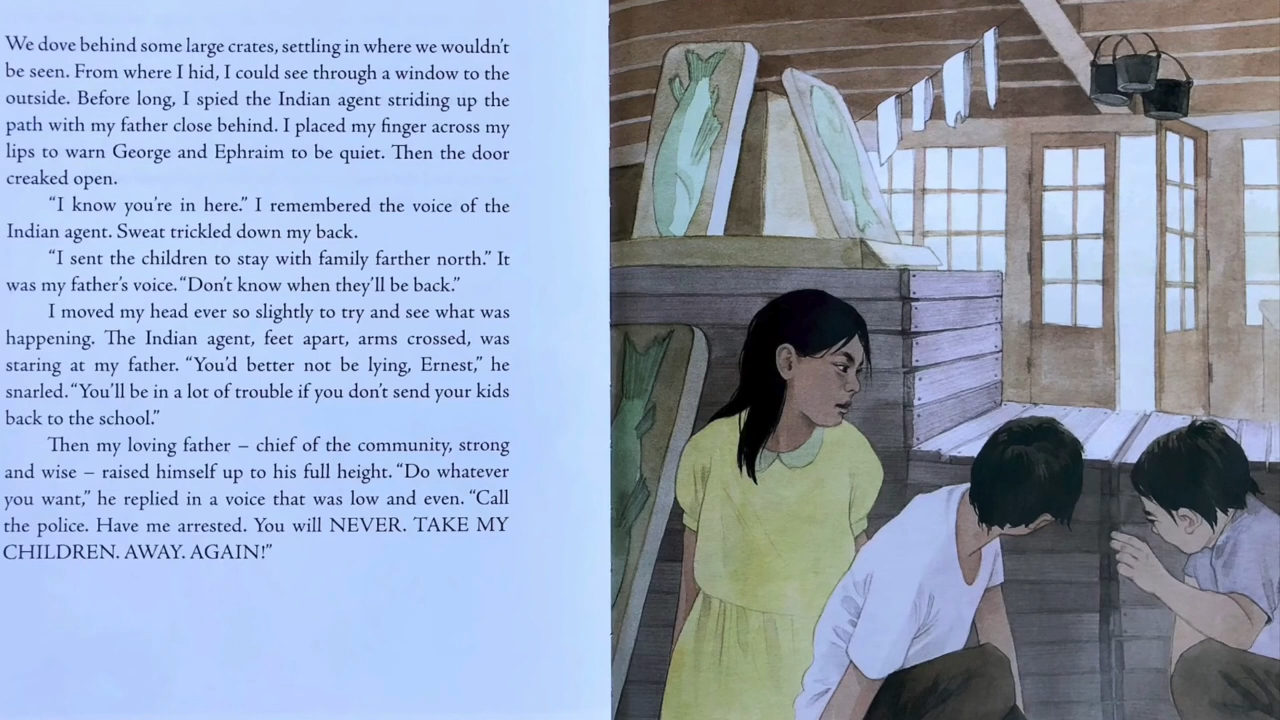 We dove behind some large crates, settling in where we wouldn't
be seen. From where I hid, I could see through a window to the
outside. Before long, I spied the Indian agent striding up the
path with my father close behind. I placed my finger across my
lips to warn George and Ephraim to be quiet. Then the door
creaked open.
"I know you're in here." I remembered the voice of the
Indian agent. Sweat trickled down my back.
"I sent the children to stay with family farther north." It
was my father's voice. "Don't know when they'll be back."
I moved my head ever so slightly to try and see what was
happening. The Indian agent, feet apart, arms crossed, was
staring at my father. "You'd better not be lying, Ernest," he
snarled. "You'll be in a lot of trouble if you don't send your kids
back to the school."
Then my loving father – chief of the community, strong
and wise – raised himself up to his full height. "Do whatever
you want," he replied in a voice that was low and even. "Call
the police. Have me arrested. You will NEVER. TAKE MY
CHILDREN. AWAY. AGAIN!"